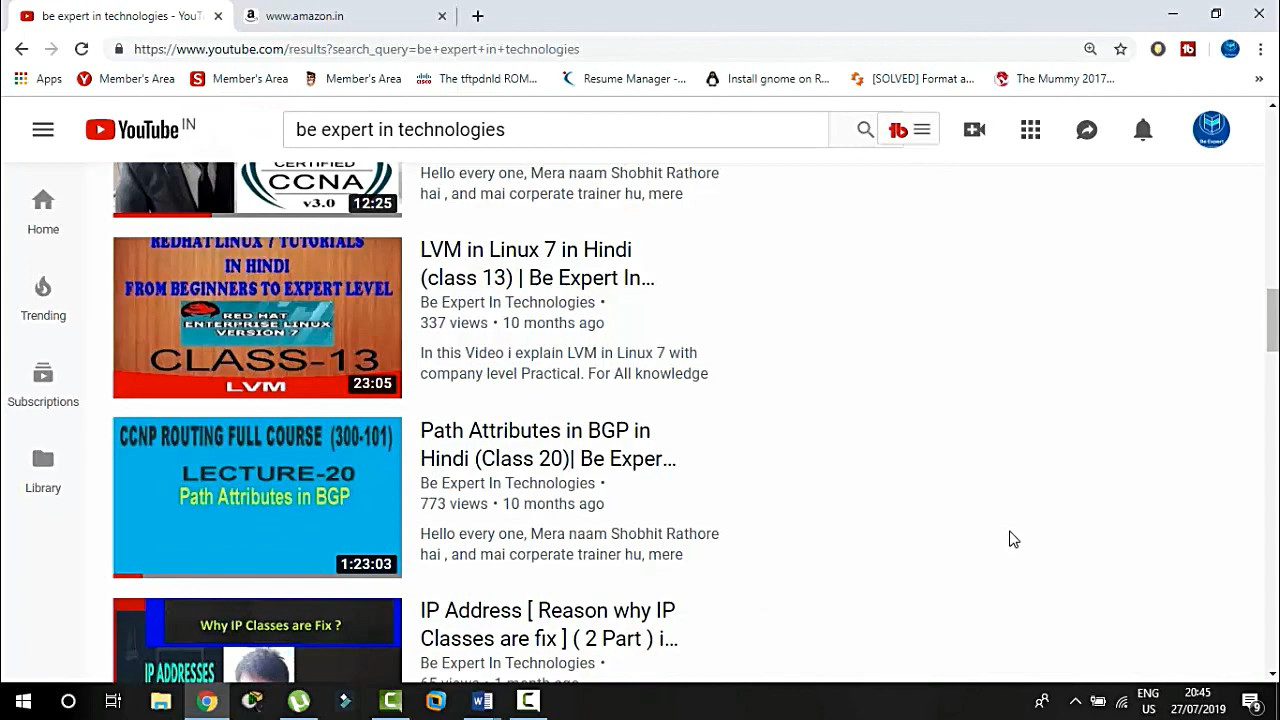 be expert in technologies - YouT
www.amazon.in
https://www.youtube.com/results?search_query=be+expert+in+technologies
Apps
Member's Area
Member's Area
Member's Area
The tftpdnld ROM...
Resume Manager -...
Install gnome on R...
[SOLVED] Format a...
The Mummy 2017...
»
YouTube IN
be expert in technologies
Be Expert
Home
Trending
Subscriptions
Library
CERTIFIED
CCNA
v3.0
12:25
Hello every one, Mera naam Shobhit Rathore
hai , and mai corperate trainer hu, mere
REDHAT LINUX 7 TUTORIALS
IN HINDI
FROM BEGINNERS TO EXPERT LEVEL
RED HAT
ENTERPRISE LINUX
VERSION 7
CLASS-13
LVM
23:05
LVM in Linux 7 in Hindi
(class 13) | Be Expert In...
Be Expert In Technologies •
337 views • 10 months ago
In this Video i explain LVM in Linux 7 with
company level Practical. For All knowledge
CCNP ROUTING FULL COURSE (300-101)
LECTURE-20
Path Attributes in BGP
1:23:03
Path Attributes in BGP in
Hindi (Class 20)| Be Exper...
Be Expert In Technologies •
773 views • 10 months ago
Hello every one, Mera naam Shobhit Rathore
hai , and mai corperate trainer hu, mere
Why IP Classes are Fix ?
IP ADDRESSES
IP Address [ Reason why IP
Classes are fix ] ( 2 Part ) i...
Be Expert In Technologies •
65 views • 1 month ago
ENG
US
20:45
27/07/2019
9